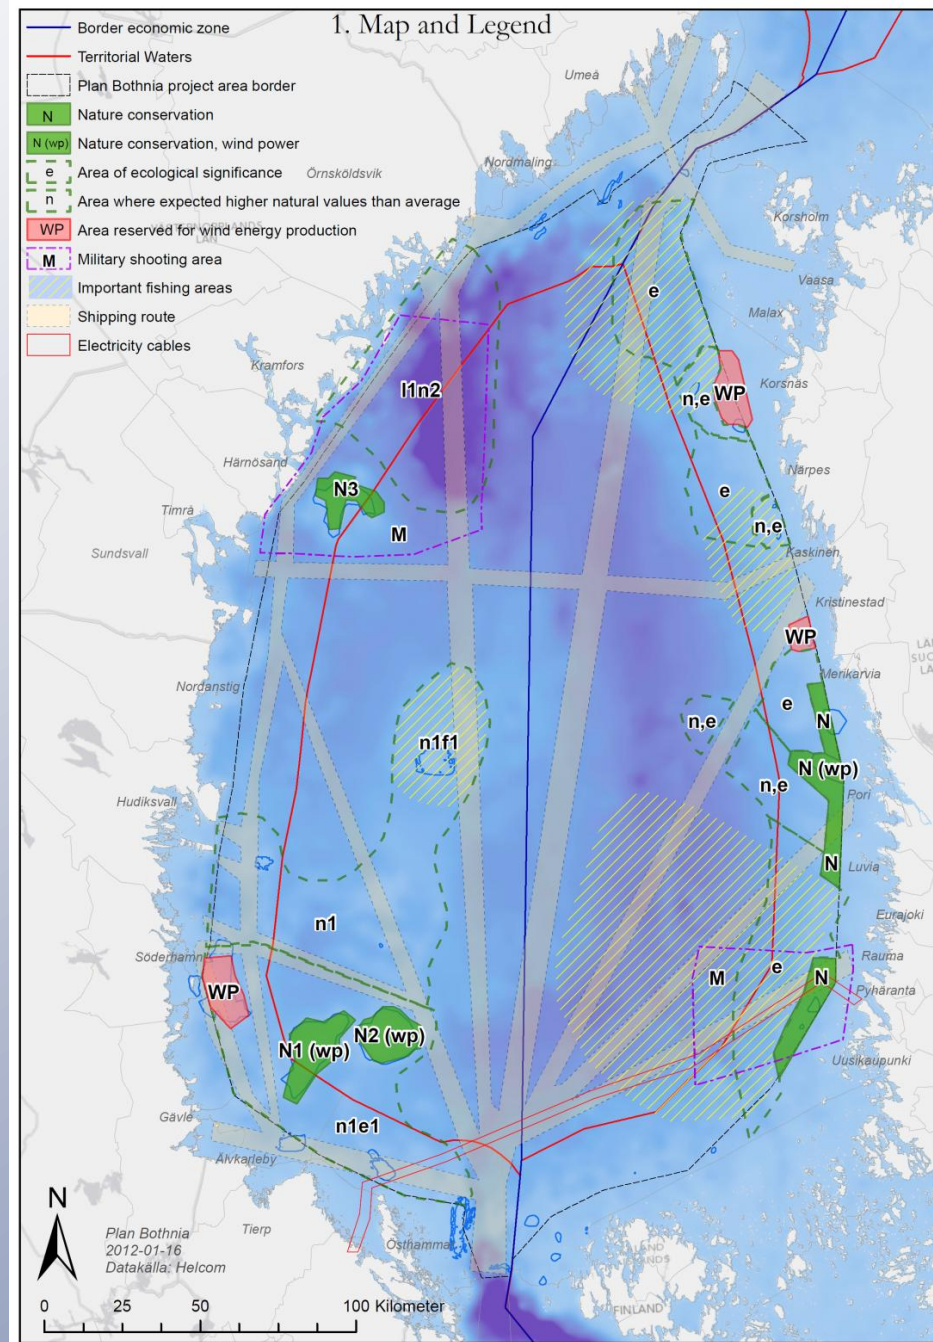 1. Map and Legend
Border economic zone
Territorial Waters
Plan Bothnia project area border
N Nature conservation
N (wp) Nature conservation, wind power
e Area of ecological significance
n Area where expected higher natural values than average
WP Area reserved for wind energy production
M Military shooting area
Important fishing areas
Shipping route
Electricity cables
Umeå
Nordmaling
Örnsköldsvik
LÄN
Korsholm
Vaasa
e
Malax
Kramfors
l1n2
WP
Korsnäs
n,e
Härnösand
N3
e
Närpes
Timrå
M
n,e
Sundsvall
Kaskinen
Kristinestad
WP
Merikarvia
Nordanstig
e
N
n,e
n1f1
N (wp)
n,e
Hudiksvall
Pori
N
Luvia
n1
Eurajoki
Söderhamn
M
e
N
Rauma
WP
Pyhäranta
N1 (wp)
N2 (wp)
Uusikaupunki
Gävle
n1e1
Älvkarleby
N
Tierp
Plan Bothnia
2012-01-16
Datakälla: Helcom
Östhamma
FINLAND
0 25 50 100 Kilometer